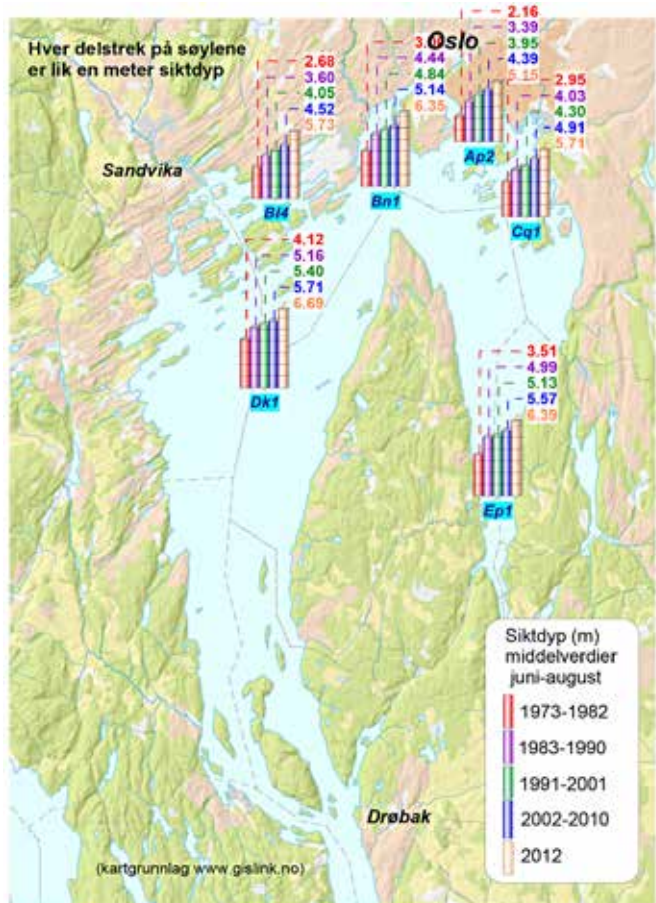 Hver delstrek på søylene
er lik en meter siktdyp
Oslo
2.16
3.39
3.95
4.39
5.15
Ap2
4.44
4.84
5.14
6.35
Bn1
2.68
3.60
4.05
4.52
5.73
Bl4
2.95
4.03
4.30
4.91
5.71
Cq1
Sandvika
4.12
5.16
5.40
5.71
6.69
Dk1
3.51
4.99
5.13
5.57
6.39
Ep1
Siktdyp (m)
middelverdier
juni-august
1973-1982
1983-1990
1991-2001
2002-2010
2012
Drøbak
(kartgrunnlag www.gislink.no)